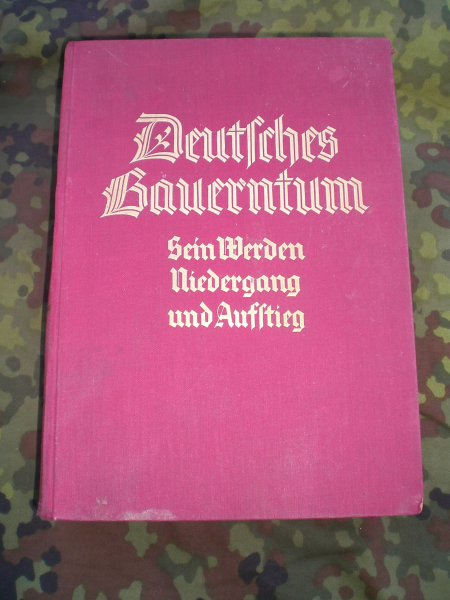 Deutſches
Bauerntum
Sein Werden
Niedergang
und Aufſtieg